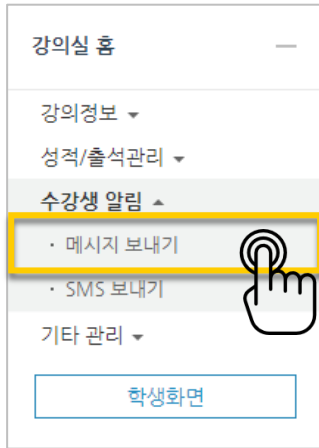 강의실 홈
강의정보
성적/출석관리
수강생 알림
· 메시지 보내기
· SMS 보내기
기타 관리
학생화면